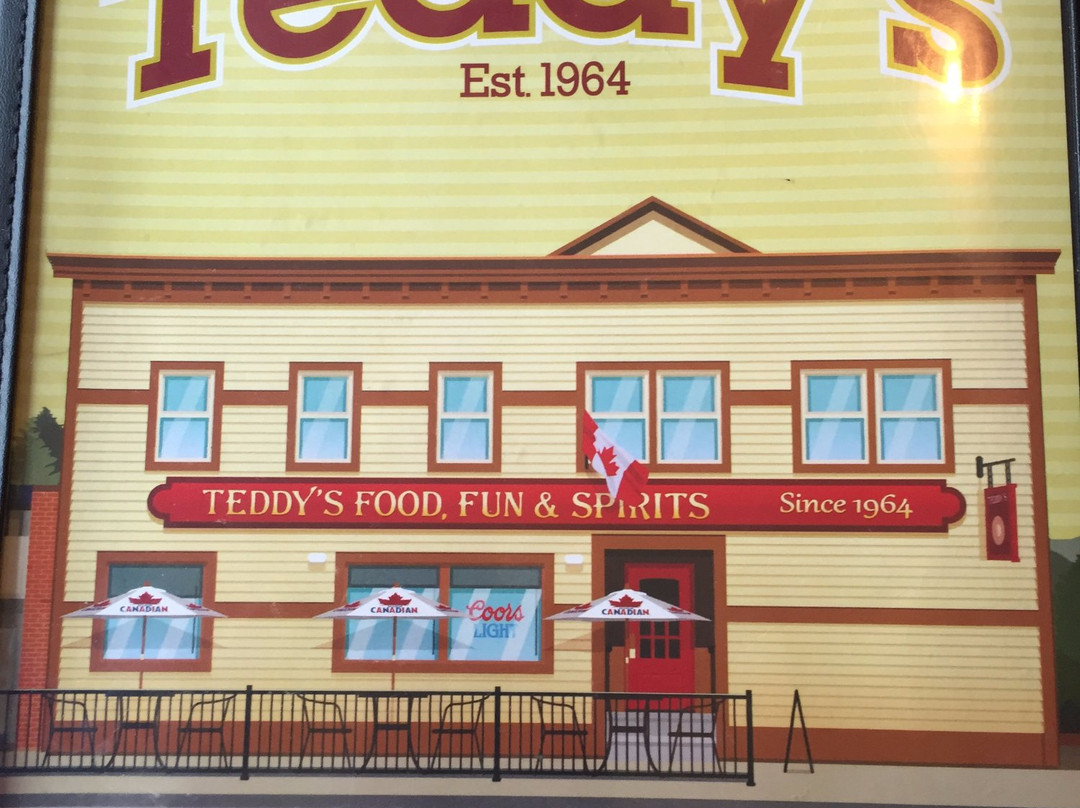 Teddy's
Est. 1964
TEDDY'S FOOD, FUN & SPIRITS Since 1964
CANADIAN
CANADIAN
Coors
LIGHT
CANADIAN